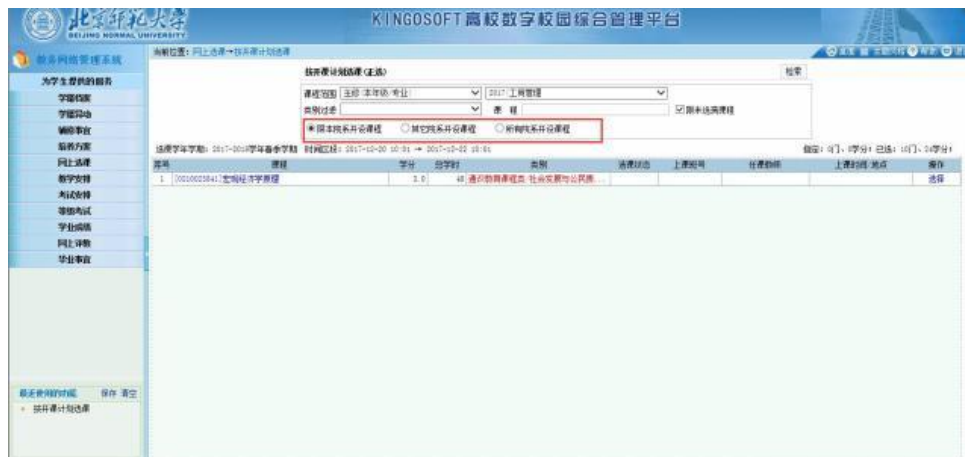 北京师范大学
BEIJING NORMAL UNIVERSITY
KINGOSOFT高校数字校园综合管理平台
教务网络管理系统
当前位置: 网上选课→按开课计划选课
为学生提供的服务
学籍档案
学籍异动
辅修事宜
培养方案
网上选课
教学安排
考试安排
等级考试
学业成绩
网上评教
毕业事宜
按开课计划选课(正选)
检索
课程范围 主修(本年级/专业) 2017|工商管理
类别过滤 课 程 限未选满课程
限本院系开设课程 其它院系开设课程 所有院系开设课程
选课学年学期: 2017-2018学年春季学期
序号 课程 学分 总学时 类别 选课状态 上课班号 任课教师 上课时间/地点 操作
1 宏观经济学原理 3.0 48 选择
最近使用的功能 保存 清空
按开课计划选课